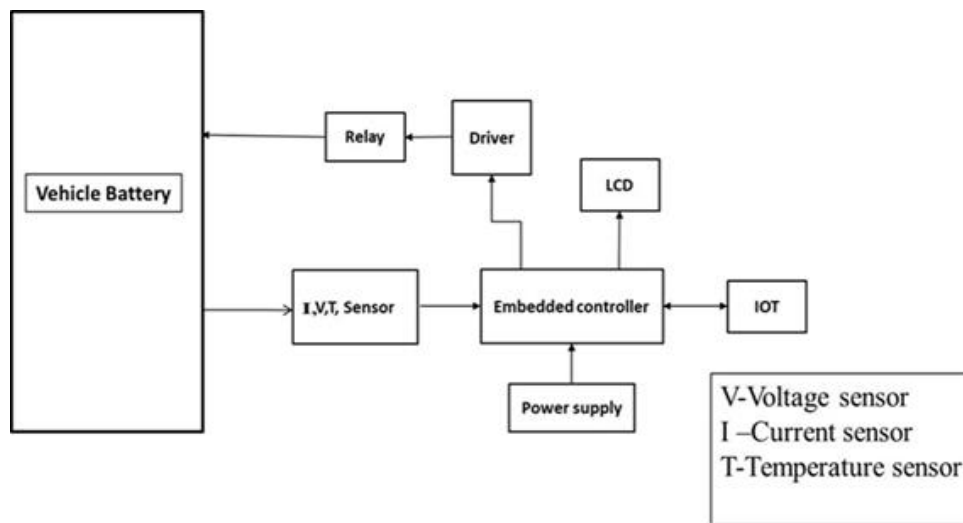 Relay
Driver
Vehicle Battery
LCD
I,V,T, Sensor
Embedded controller
IOT
Power supply
V-Voltage sensor
I –Current sensor
T-Temperature sensor